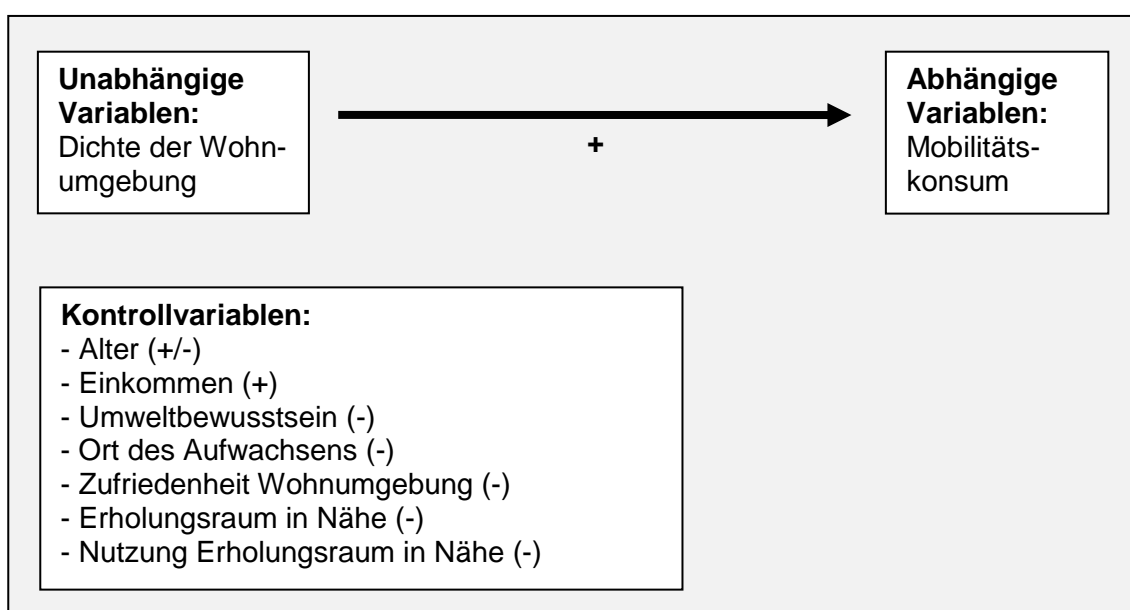 Unabhängige
Variablen:
Dichte der Wohn-
umgebung
+
Abhängige
Variablen:
Mobilitäts-
konsum
Kontrollvariablen:
- Alter (+/-)
- Einkommen (+)
- Umweltbewusstsein (-)
- Ort des Aufwachsens (-)
- Zufriedenheit Wohnumgebung (-)
- Erholungsraum in Nähe (-)
- Nutzung Erholungsraum in Nähe (-)